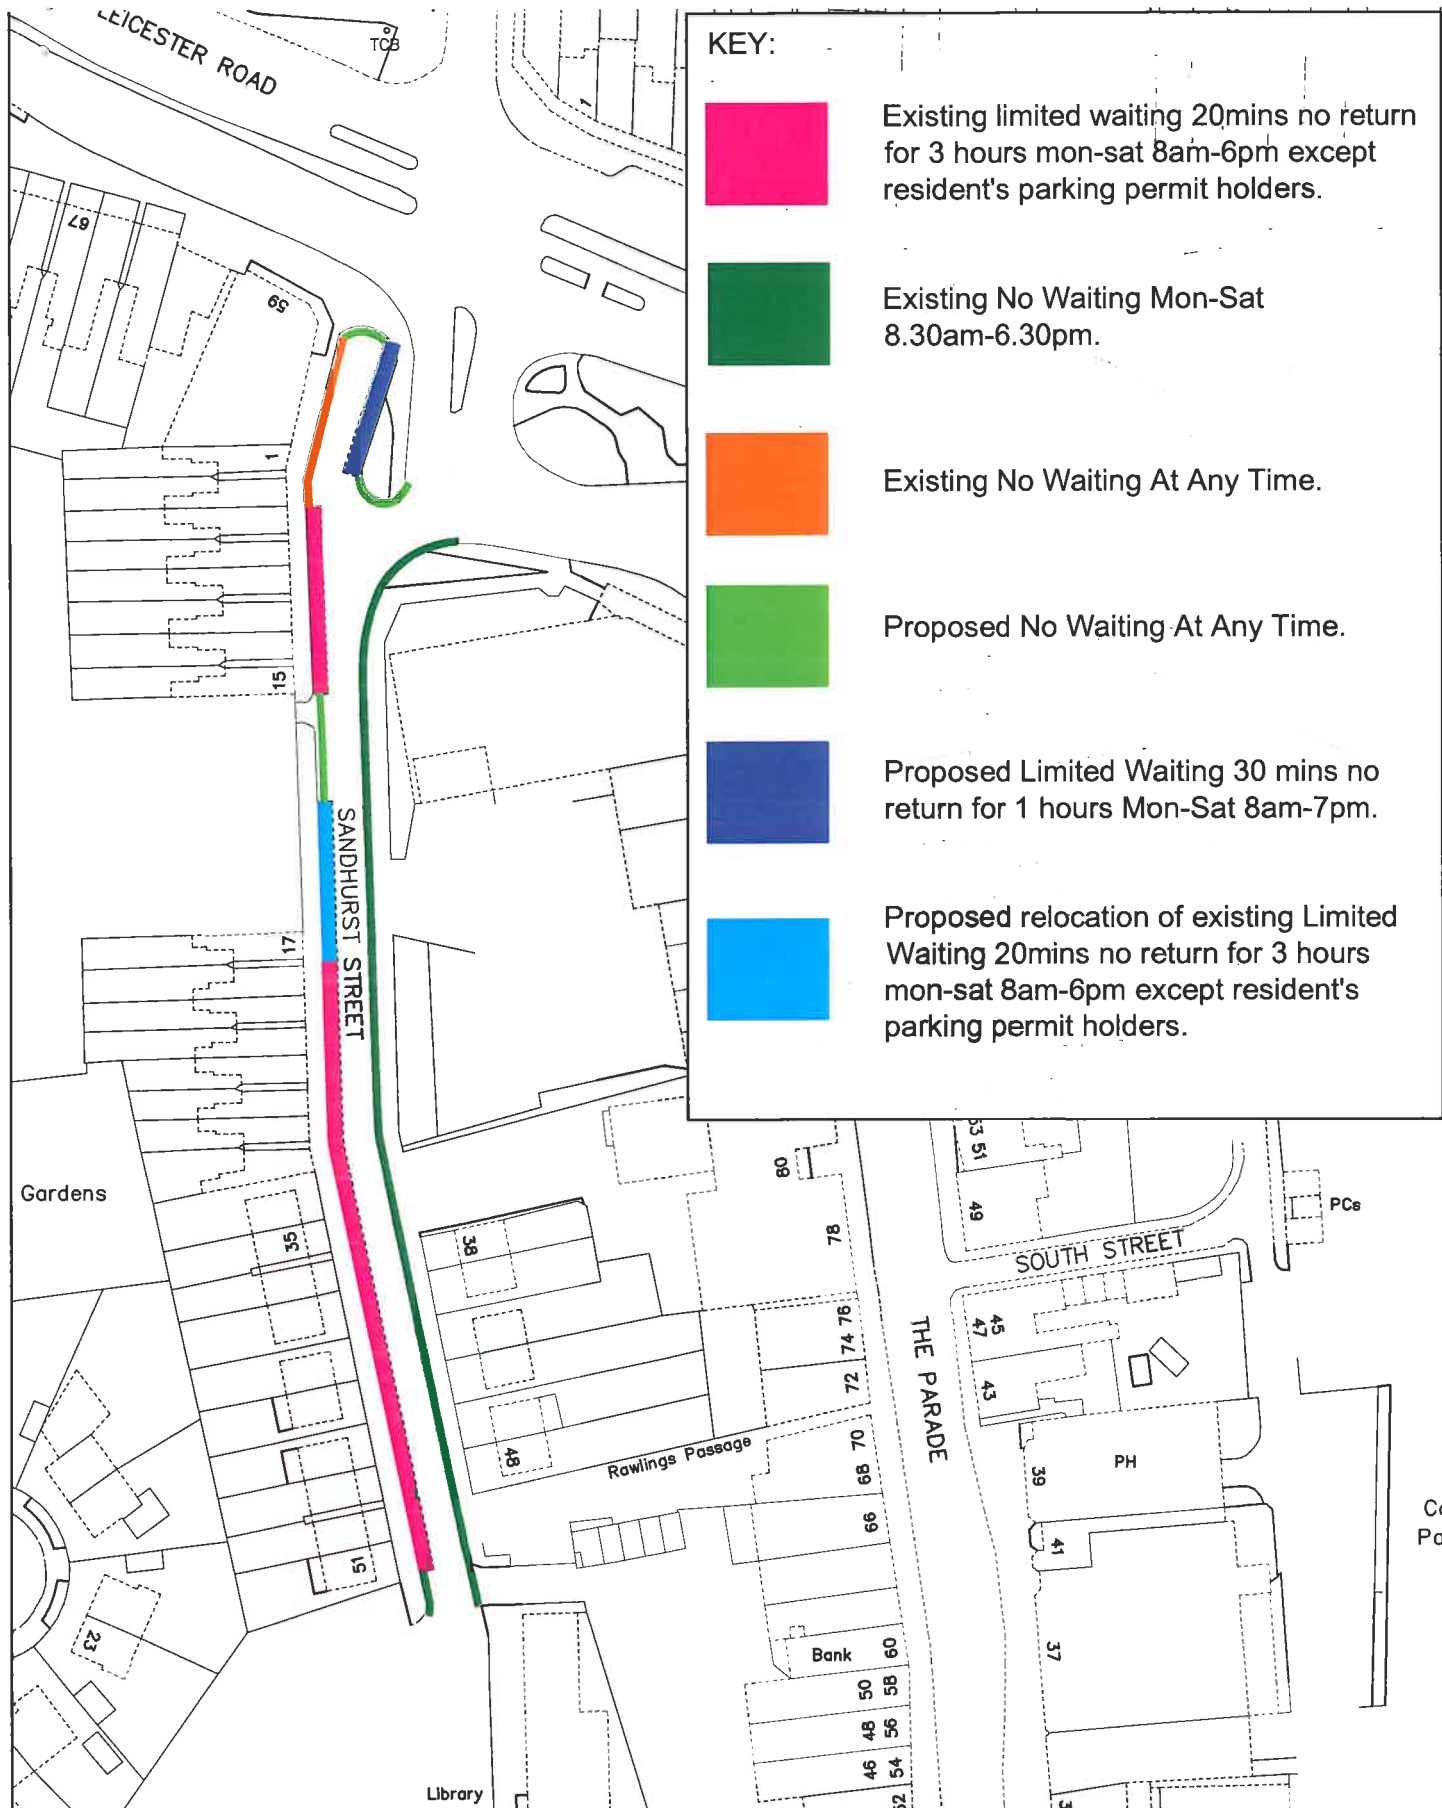 LEICESTER ROAD
TCB
1
KEY:
Existing limited waiting 20mins no return
for 3 hours mon-sat 8am-6pm except
resident's parking permit holders.
Existing No Waiting Mon-Sat
8.30am-6.30pm.
Existing No Waiting At Any Time.
Proposed No Waiting At Any Time.
Proposed Limited Waiting 30 mins no
return for 1 hours Mon-Sat 8am-7pm.
Proposed relocation of existing Limited
Waiting 20mins no return for 3 hours
mon-sat 8am-6pm except resident's
parking permit holders.
67
59
1
15
SANDHURST STREET
17
Gardens
35
38
48
51
23
Library
80
78
74 76
72
Rawlings Passage
70
68
66
Bank
60
50 58
48 56
46 54
THE PARADE
53 51
49
SOUTH STREET
PCs
45
47
43
39
PH
41
37